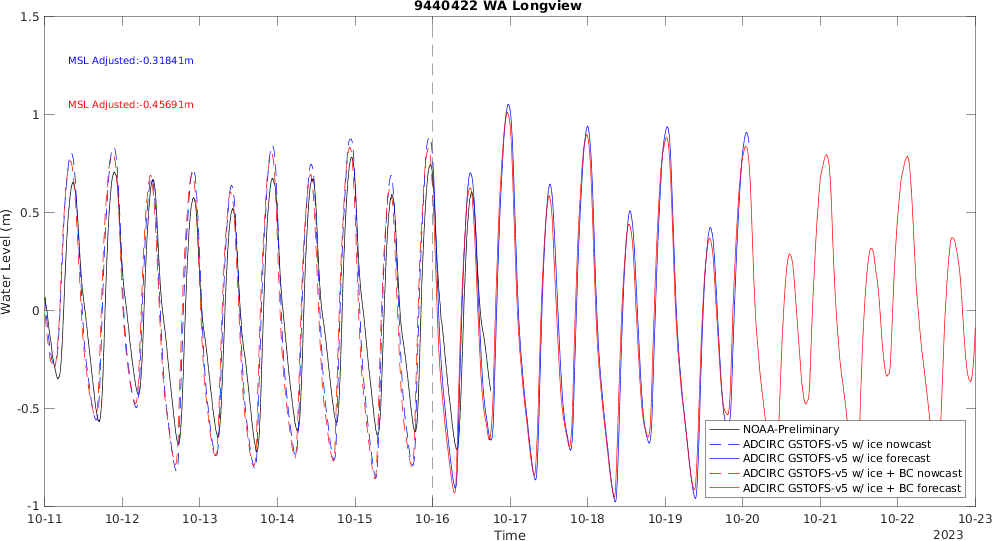 9440422 WA Longview
MSL Adjusted:-0.31841m
MSL Adjusted:-0.45691m
Water Level (m)
1.5
1
0.5
0
-0.5
-1
NOAA-Preliminary
ADCIRC GSTOFS-v5 w/ ice nowcast
ADCIRC GSTOFS-v5 w/ ice forecast
ADCIRC GSTOFS-v5 w/ ice + BC nowcast
ADCIRC GSTOFS-v5 w/ ice + BC forecast
10-11 10-12 10-13 10-14 10-15 10-16 10-17 10-18 10-19 10-20 10-21 10-22 10-23
Time
2023